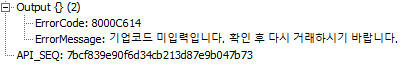 Output {} (2)
ErrorCode: 8000C614
ErrorMessage: 기업코드 미입력입니다. 확인 후 다시 거래하시기 바랍니다.
API_SEQ: 7bcf839e90f6d34cb213d87e9b047b73